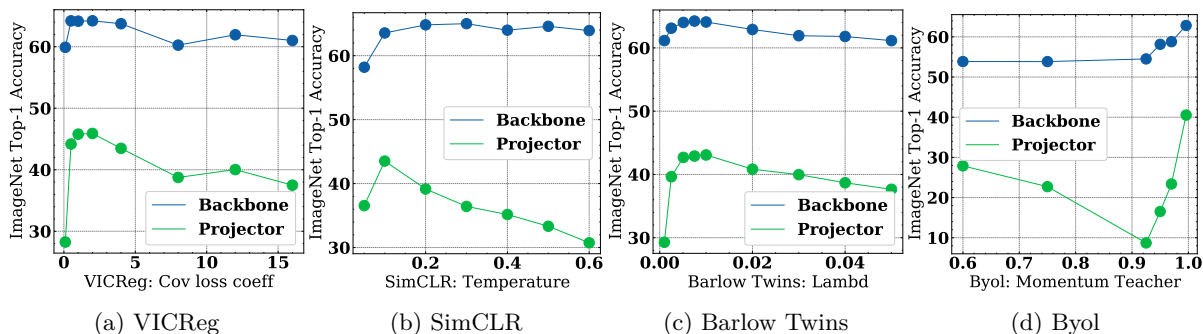 ImageNet Top-1 Accuracy
60
50
40
30
0
5
10
15
Backbone
Projector
VICReg: Cov loss coeff
(a) VICReg
ImageNet Top-1 Accuracy
60
50
40
30
0.2
0.4
0.6
Backbone
Projector
SimCLR: Temperature
(b) SimCLR
ImageNet Top-1 Accuracy
60
50
40
30
0.00
0.02
0.04
Backbone
Projector
Barlow Twins: Lambd
(c) Barlow Twins
ImageNet Top-1 Accuracy
60
50
40
30
20
10
0.6
0.7
0.8
0.9
1.0
Backbone
Projector
Byol: Momentum Teacher
(d) Byol